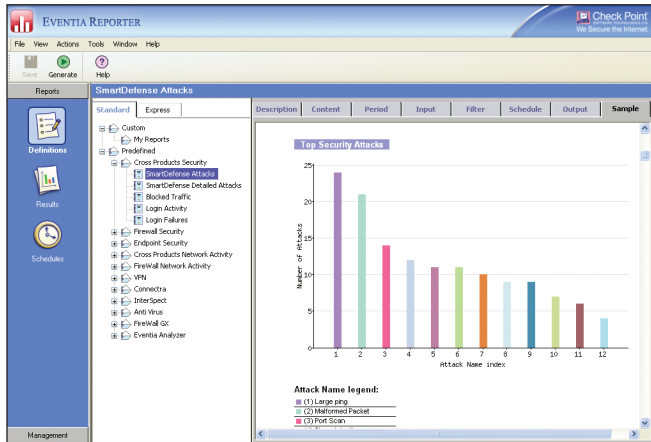 EVENTIA REPORTER
Check Point
SOFTWARE TECHNOLOGIES LTD.
We Secure the Internet.
File View Actions Tools Window Help
Save Generate Help
Reports
SmartDefense Attacks
Standard Express
Description Content Period Input Filter Schedule Output Sample
Definitions
Results
Schedules
Management
Custom
My Reports
Predefined
Cross Products Security
SmartDefense Attacks
SmartDefense Detailed Attacks
Blocked Traffic
Login Activity
Login Failures
Firewall Security
Endpoint Security
Cross Products Network Activity
FireWall Network Activity
VPN
Connectra
InterSpect
Anti Virus
FireWall GX
Eventia Analyzer
Top Security Attacks
Number of Attacks
25
20
15
10
5
0
1 2 3 4 5 6 7 8 9 10 11 12
Attack Name index
Attack Name legend:
(1) Large ping
(2) Malformed Packet
(3) Port Scan